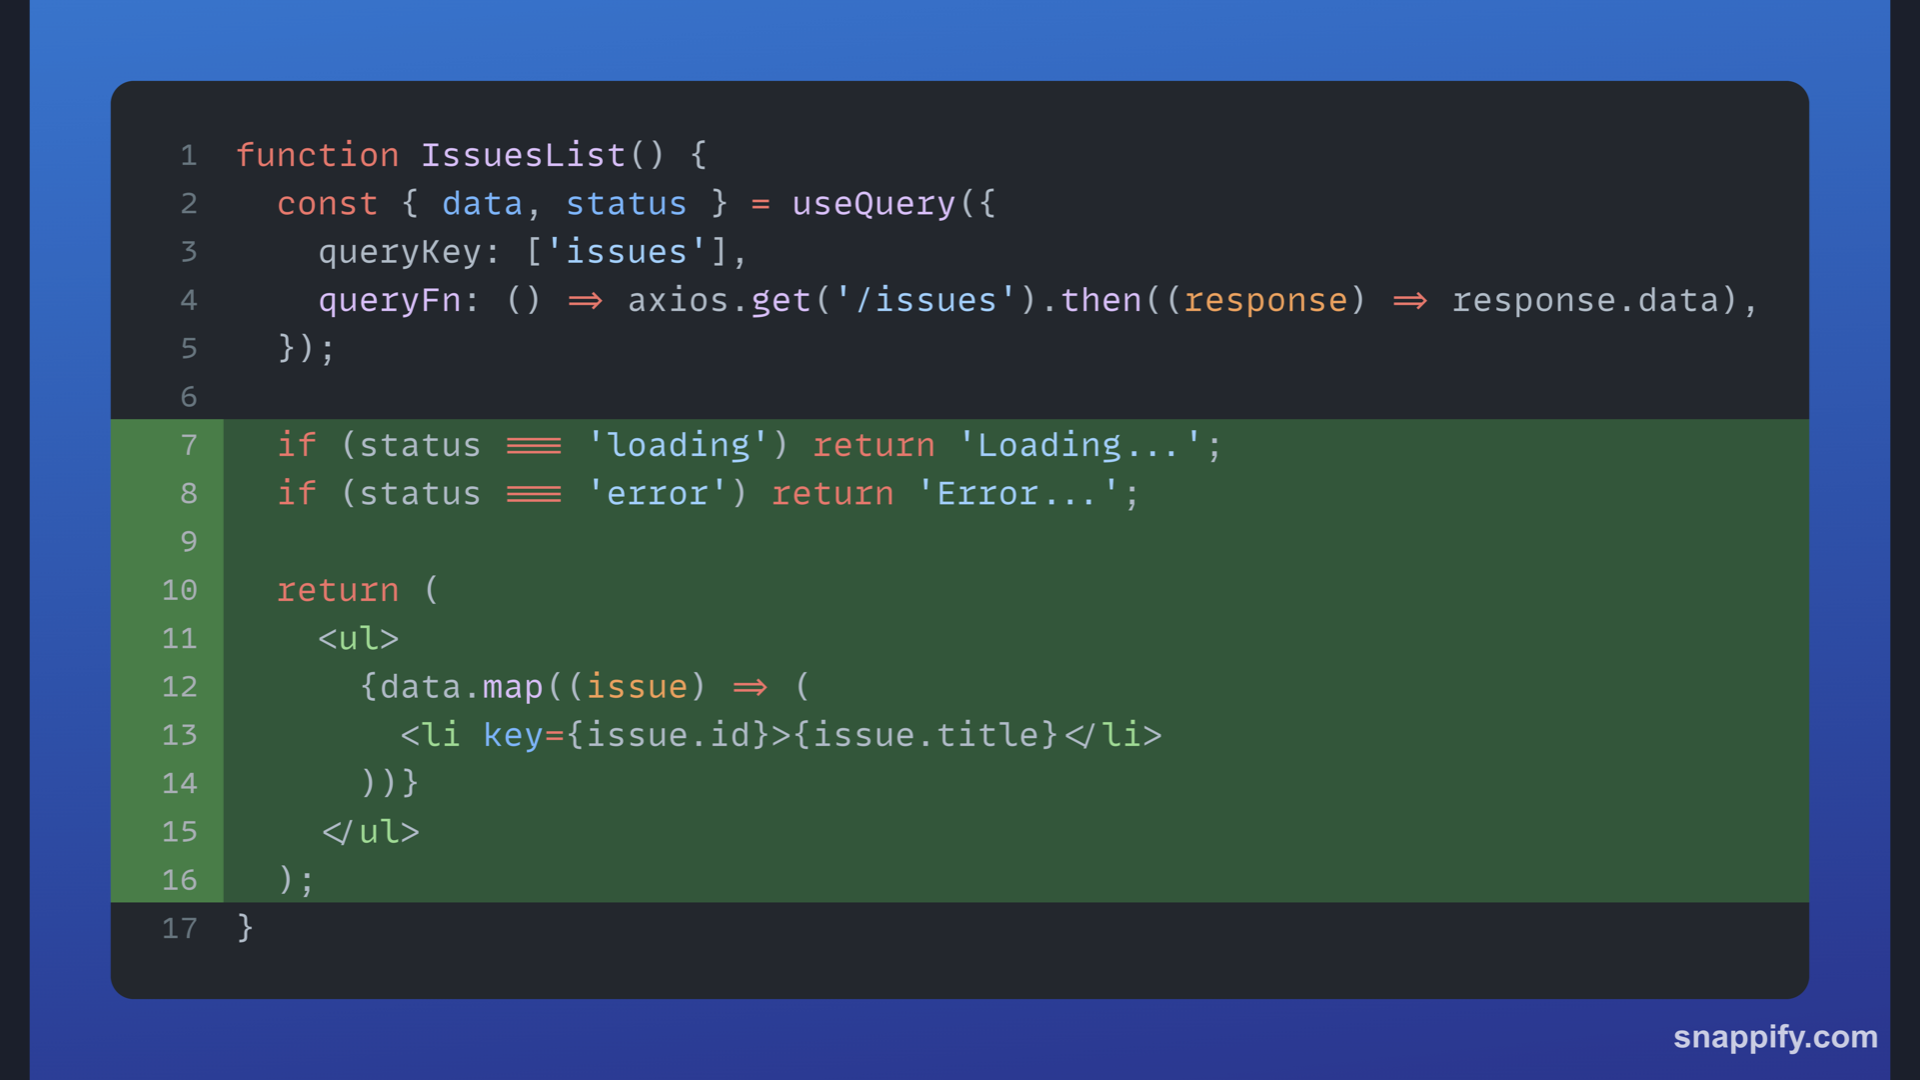 1 function IssuesList() {
2   const { data, status } = useQuery({
3     queryKey: ['issues'],
4     queryFn: () => axios.get('/issues').then((response) => response.data),
5   });
6
7   if (status === 'loading') return 'Loading...';
8   if (status === 'error') return 'Error...';
9
10   return (
11     <ul>
12       {data.map((issue) => (
13         <li key={issue.id}>{issue.title}</li>
14       ))}
15     </ul>
16   );
17 }
snappify.com